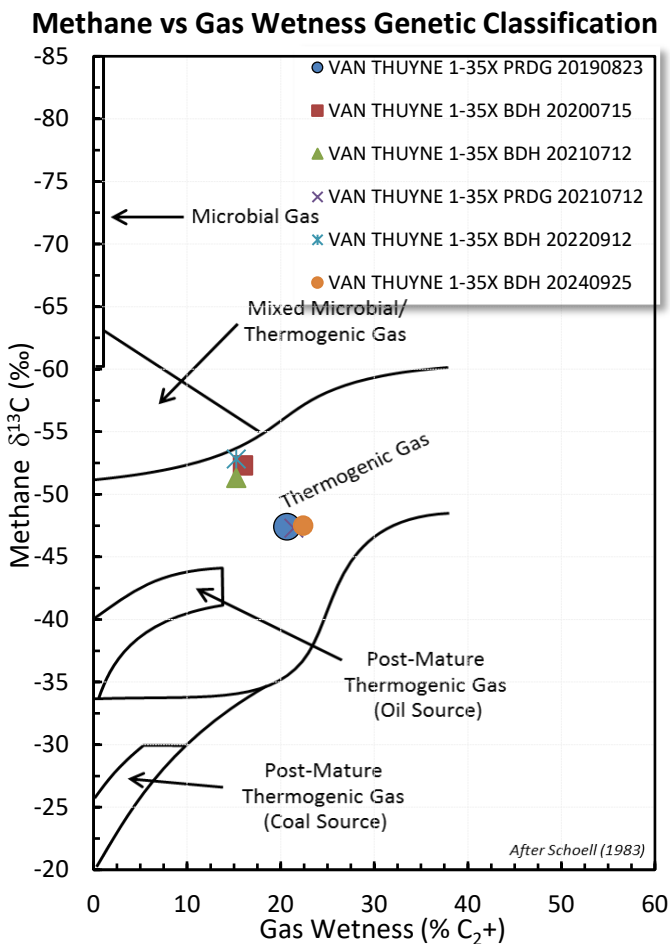 Methane vs Gas Wetness Genetic Classification
-85
-80
-75
-70
-65
-60
-55
-50
-45
-40
-35
-30
-25
-20
Methane δ¹³C (‰)
VAN THUYNE 1-35X PRDG 20190823
VAN THUYNE 1-35X BDH 20200715
VAN THUYNE 1-35X BDH 20210712
VAN THUYNE 1-35X PRDG 20210712
VAN THUYNE 1-35X BDH 20220912
VAN THUYNE 1-35X BDH 20240925
Microbial Gas
Mixed Microbial/
Thermogenic Gas
Thermogenic Gas
Post-Mature
Thermogenic Gas
(Oil Source)
Post-Mature
Thermogenic Gas
(Coal Source)
After Schoell (1983)
0 10 20 30 40 50 60
Gas Wetness (% C₂+)